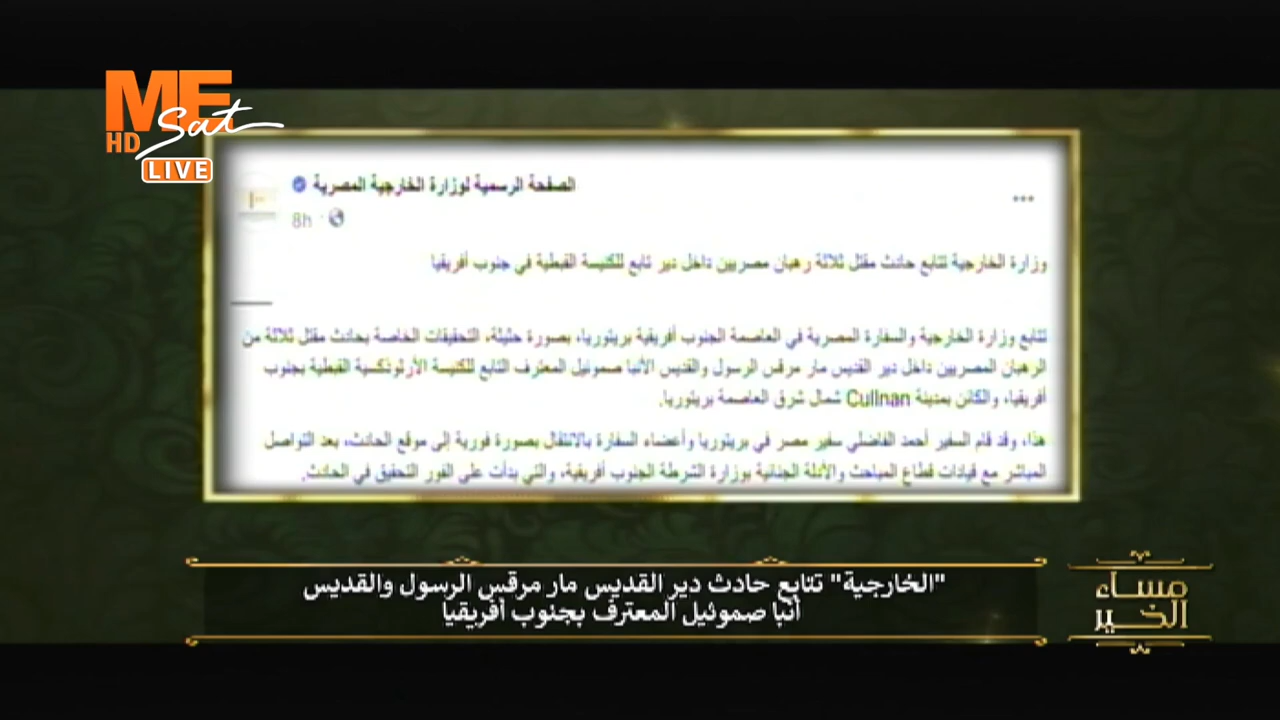 ME
Sat
HD
LIVE
الصفحة الرسمية لوزارة الخارجية المصرية
8h
وزارة الخارجية تتابع حادث مقتل ثلاثة رهبان مصريين داخل دير تابع للكنيسة القبطية في جنوب أفريقيا
تتابع وزارة الخارجية والسفارة المصرية في العاصمة الجنوب أفريقية بريتوريا، بصورة حثيثة، التحقيقات الخاصة بحادث مقتل ثلاثة من
الرهبان المصريين داخل دير القديس مار مرقس الرسول والقديس الأنبا صموئيل المعترف التابع للكنيسة الأرثوذكسية القبطية بجنوب
أفريقيا، والكائن بمدينة Cullnan شمال شرق العاصمة بريتوريا.
هذا، وقد قام السفير أحمد الفاضلي سفير مصر في بريتوريا وأعضاء السفارة بالانتقال بصورة فورية إلى موقع الحادث، بعد التواصل
المباشر مع قيادات قطاع المباحث والأدلة الجنائية بوزارة الشرطة الجنوب أفريقية، والتي بدأت على الفور التحقيق في الحادث.
"الخارجية" تتابع حادث دير القديس مار مرقس الرسول والقديس
أنبا صموئيل المعترف بجنوب أفريقيا
مساء
الخير